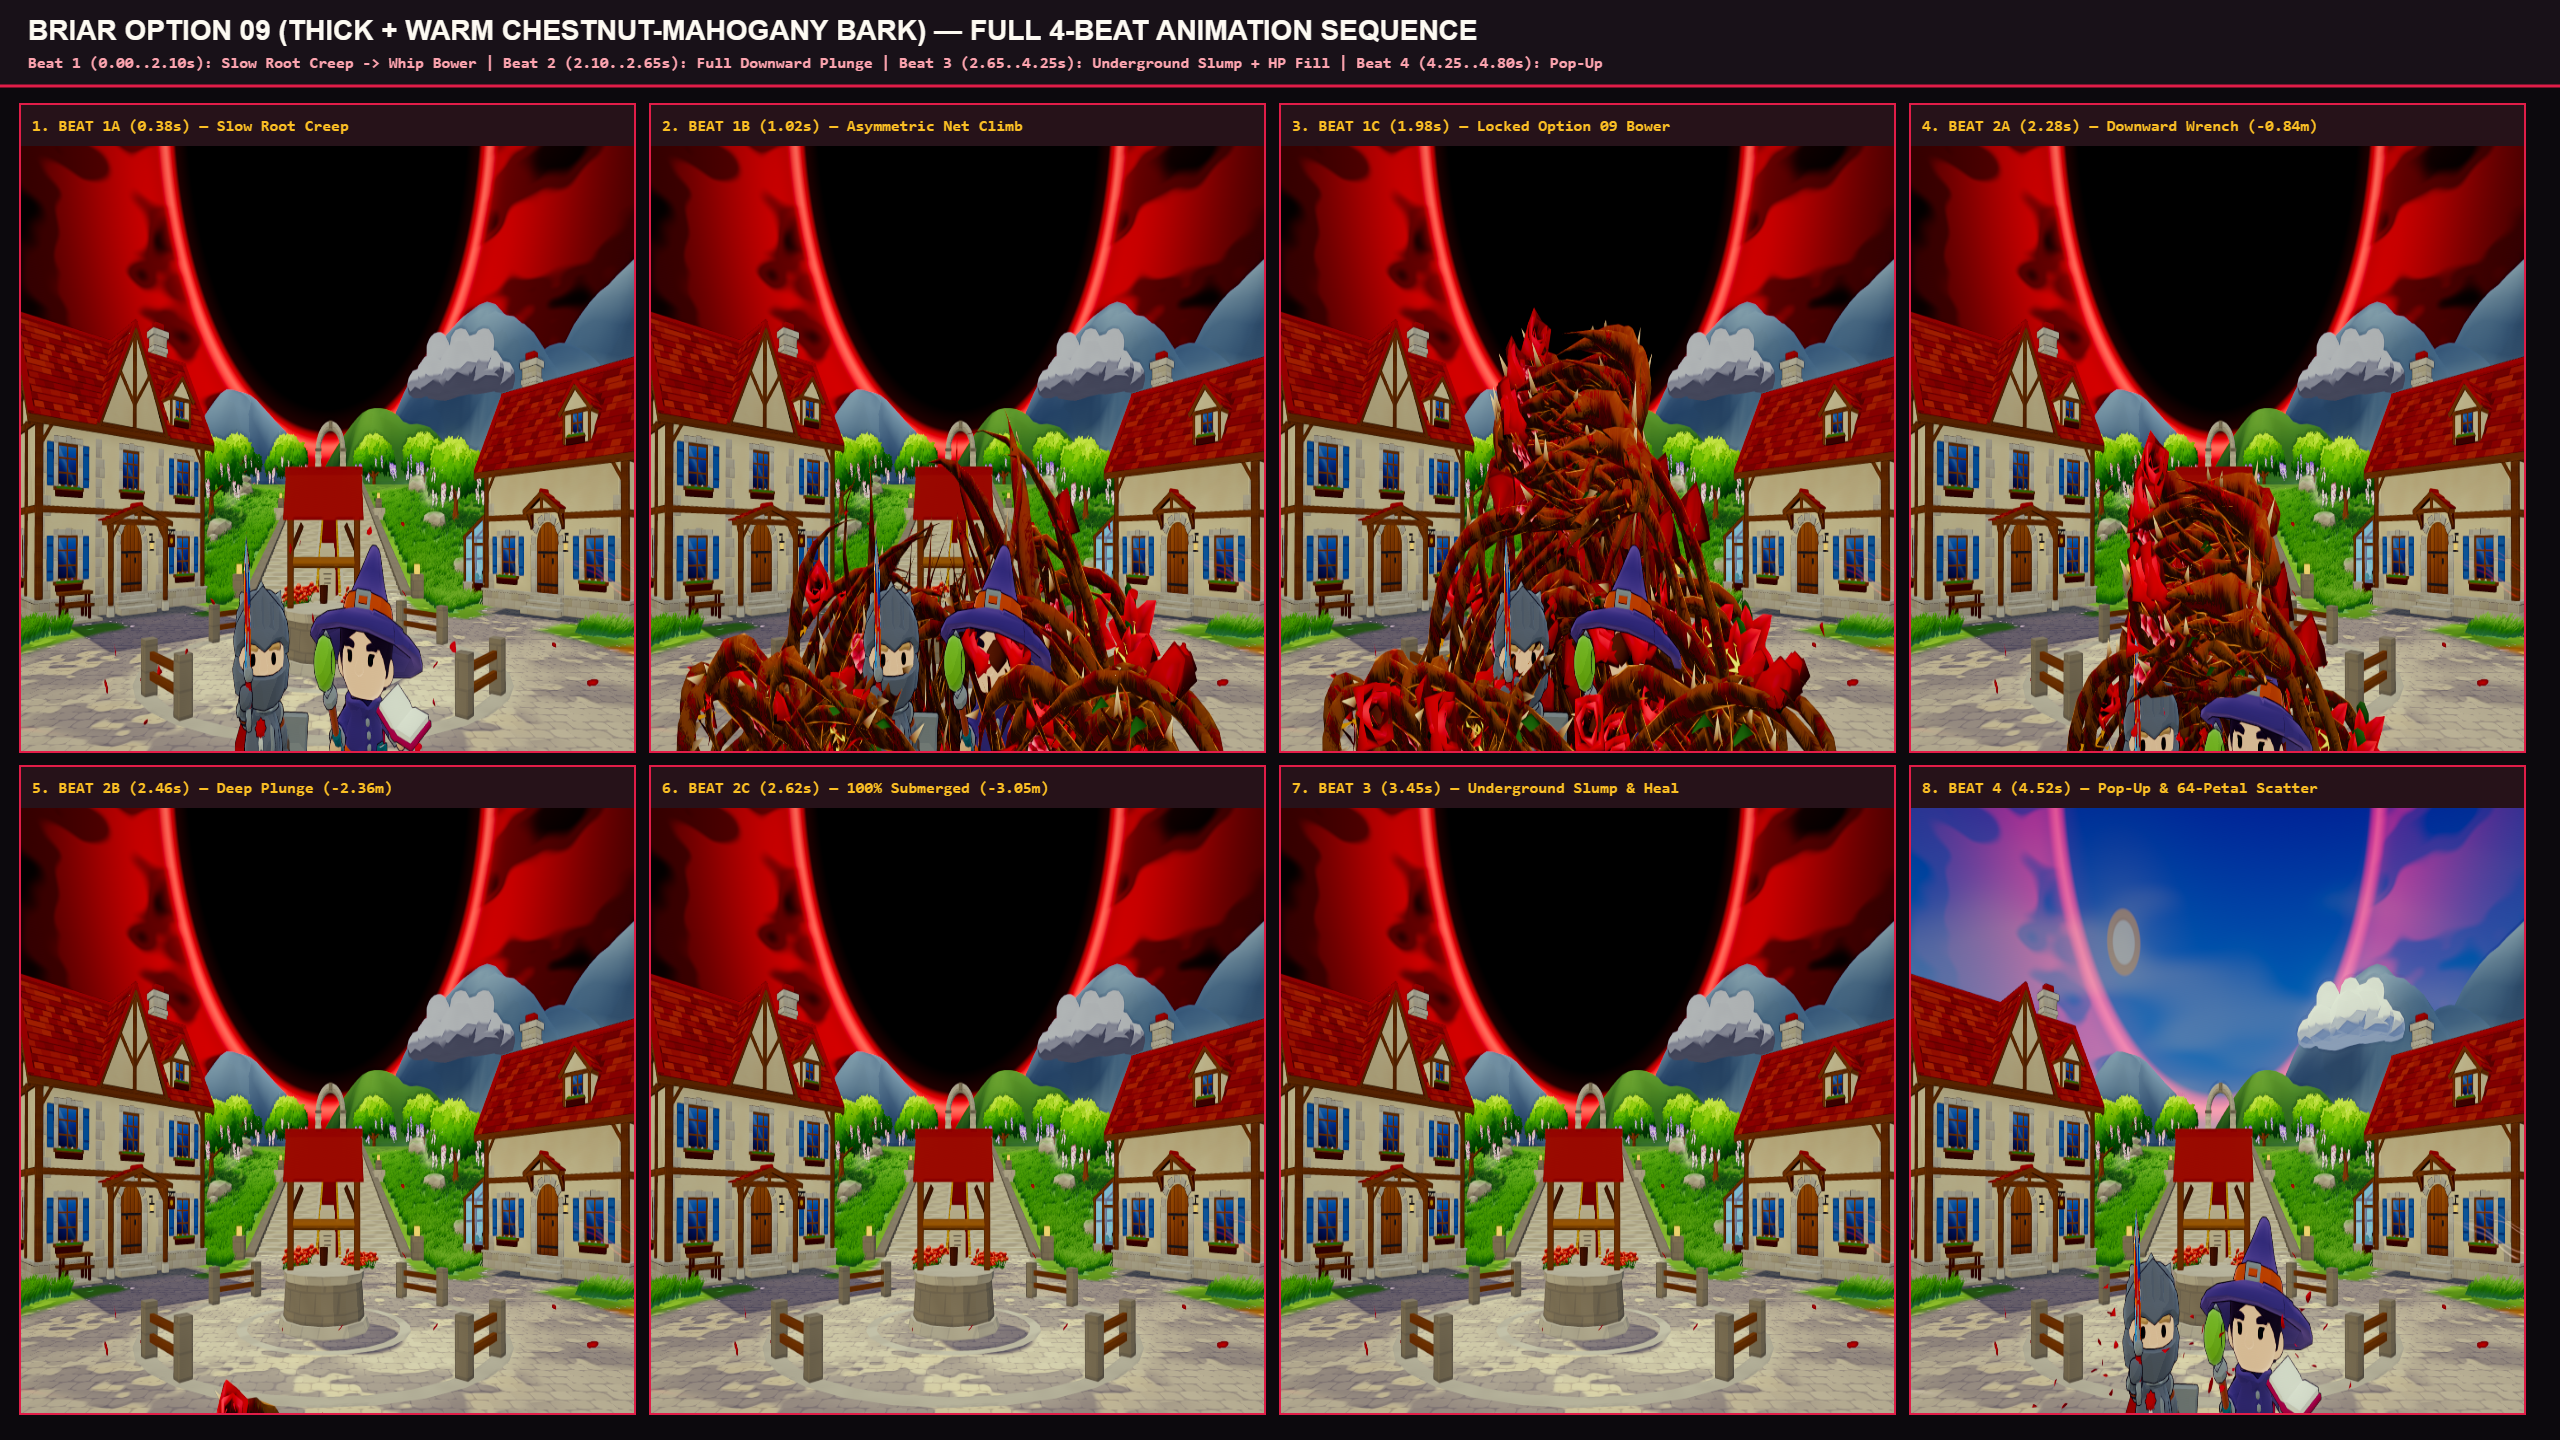 BRIAR OPTION 09 (THICK + WARM CHESTNUT-MAHOGANY BARK) — FULL 4-BEAT ANIMATION SEQUENCE
Beat 1 (0.00..2.10s): Slow Root Creep -> Whip Bower | Beat 2 (2.10..2.65s): Full Downward Plunge | Beat 3 (2.65..4.25s): Underground Slump + HP Fill | Beat 4 (4.25..4.80s): Pop-Up
1. BEAT 1A (0.38s) — Slow Root Creep
2. BEAT 1B (1.02s) — Asymmetric Net Climb
3. BEAT 1C (1.98s) — Locked Option 09 Bower
4. BEAT 2A (2.28s) — Downward Wrench (-0.84m)
5. BEAT 2B (2.46s) — Deep Plunge (-2.36m)
6. BEAT 2C (2.62s) — 100% Submerged (-3.05m)
7. BEAT 3 (3.45s) — Underground Slump & Heal
8. BEAT 4 (4.52s) — Pop-Up & 64-Petal Scatter